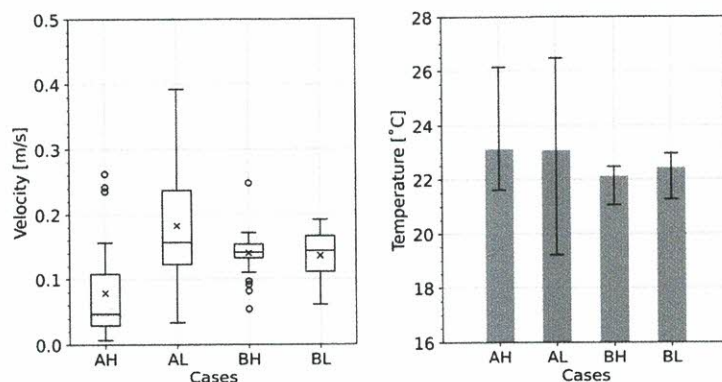 0.5
0.4
0.3
0.2
0.1
0.0
Velocity [m/s]
AH AL BH BL
Cases
28
26
24
22
20
18
16
Temperature [˚C]
AH AL BH BL
Cases